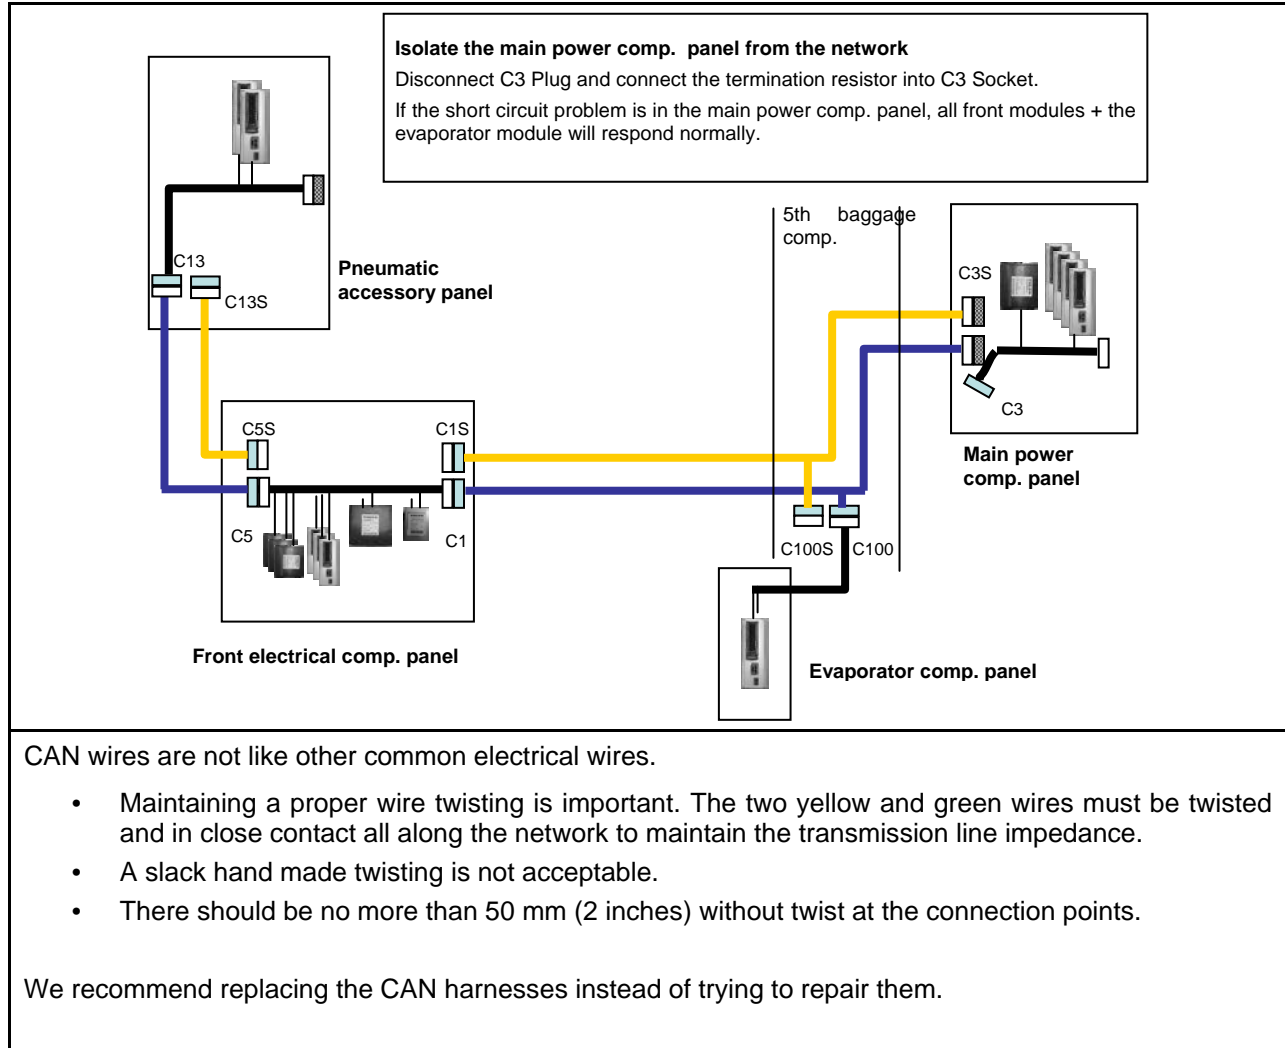 Isolate the main power comp. panel from the network
Disconnect C3 Plug and connect the termination resistor into C3 Socket.
If the short circuit problem is in the main power comp. panel, all front modules + the
evaporator module will respond normally.
5th baggage
comp.
C13
C13S
Pneumatic
accessory panel
C3S
C3
Main power
comp. panel
C5S
C1S
C5
C1
C100S
C100
Front electrical comp. panel
Evaporator comp. panel
CAN wires are not like other common electrical wires.
• Maintaining a proper wire twisting is important. The two yellow and green wires must be twisted
and in close contact all along the network to maintain the transmission line impedance.
• A slack hand made twisting is not acceptable.
• There should be no more than 50 mm (2 inches) without twist at the connection points.
We recommend replacing the CAN harnesses instead of trying to repair them.